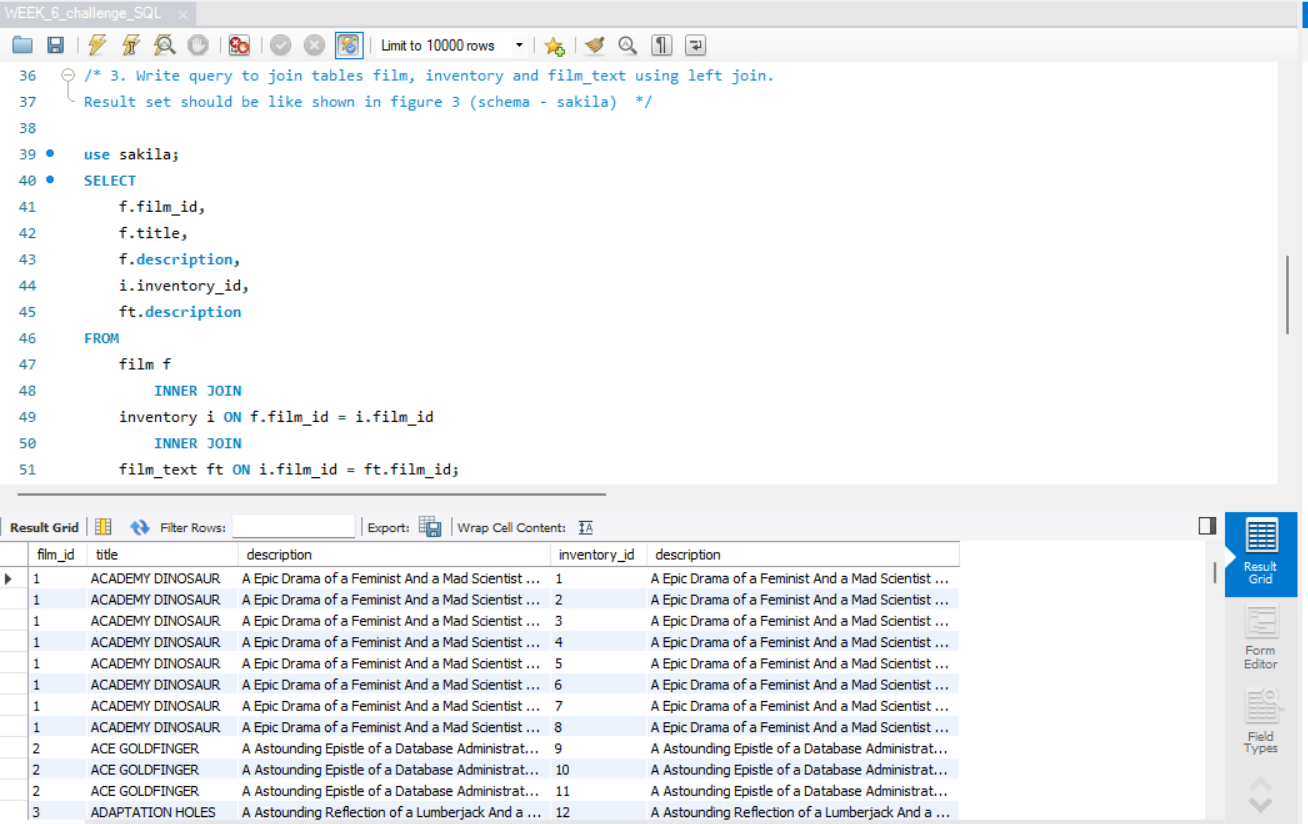 WEEK_6_challenge_SQL
Limit to 10000 rows
36 /* 3. Write query to join tables film, inventory and film_text using left join.
37 Result set should be like shown in figure 3 (schema - sakila) */
38
39 use sakila;
40 SELECT
41 f.film_id,
42 f.title,
43 f.description,
44 i.inventory_id,
45 ft.description
46 FROM
47 film f
48 INNER JOIN
49 inventory i ON f.film_id = i.film_id
50 INNER JOIN
51 film_text ft ON i.film_id = ft.film_id;
Result Grid Filter Rows: Export: Wrap Cell Content: IA
film_id title description inventory_id description
1 ACADEMY DINOSAUR A Epic Drama of a Feminist And a Mad Scientist ... 1 A Epic Drama of a Feminist And a Mad Scientist ...
1 ACADEMY DINOSAUR A Epic Drama of a Feminist And a Mad Scientist ... 2 A Epic Drama of a Feminist And a Mad Scientist ...
1 ACADEMY DINOSAUR A Epic Drama of a Feminist And a Mad Scientist ... 3 A Epic Drama of a Feminist And a Mad Scientist ...
1 ACADEMY DINOSAUR A Epic Drama of a Feminist And a Mad Scientist ... 4 A Epic Drama of a Feminist And a Mad Scientist ...
1 ACADEMY DINOSAUR A Epic Drama of a Feminist And a Mad Scientist ... 5 A Epic Drama of a Feminist And a Mad Scientist ...
1 ACADEMY DINOSAUR A Epic Drama of a Feminist And a Mad Scientist ... 6 A Epic Drama of a Feminist And a Mad Scientist ...
1 ACADEMY DINOSAUR A Epic Drama of a Feminist And a Mad Scientist ... 7 A Epic Drama of a Feminist And a Mad Scientist ...
1 ACADEMY DINOSAUR A Epic Drama of a Feminist And a Mad Scientist ... 8 A Epic Drama of a Feminist And a Mad Scientist ...
2 ACE GOLDFINGER A Astounding Epistle of a Database Administrat... 9 A Astounding Epistle of a Database Administrat...
2 ACE GOLDFINGER A Astounding Epistle of a Database Administrat... 10 A Astounding Epistle of a Database Administrat...
2 ACE GOLDFINGER A Astounding Epistle of a Database Administrat... 11 A Astounding Epistle of a Database Administrat...
3 ADAPTATION HOLES A Astounding Reflection of a Lumberjack And a ... 12 A Astounding Reflection of a Lumberjack And a ...
Result
Grid
Form
Editor
Field
Types